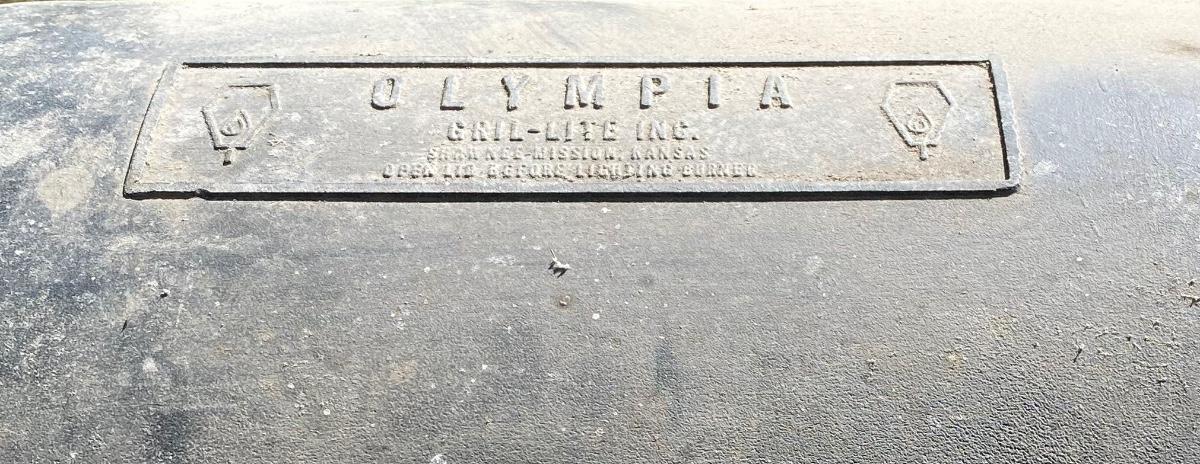 OLYMPIA
GRIL-LITE INC.
SHAWNEE-MISSION, KANSAS
OPEN LID BEFORE LIGHTING BURNER